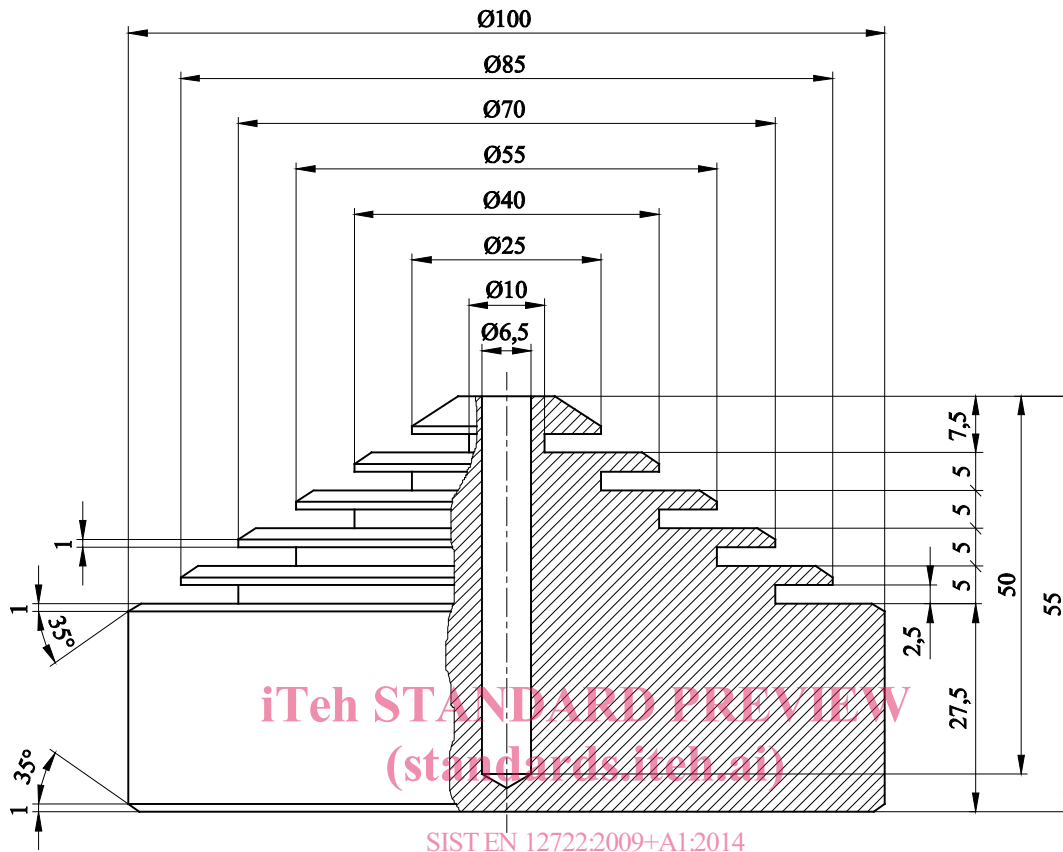 Ø100
Ø85
Ø70
Ø55
Ø40
Ø25
Ø10
Ø6,5
7,5
5
5
5
5
1
1
35°
50
55
2,5
27,5
35°
1
iTeh STANDARD PREVIEW
(standards.iteh.ai)
SIST EN 12722:2009+A1:2014